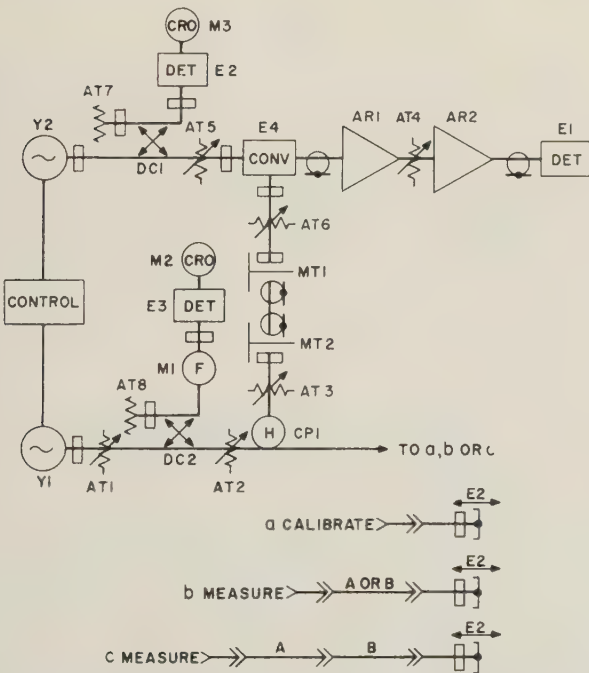 CRO M3
DET E2
AT7
Y2
AT5
E4
AR1
AT4
AR2
E1
DC1
CONV
DET
AT6
M2 CRO
MT1
E3 DET
CONTROL
MT2
M1 F
AT8
AT3
H CP1
Y1
AT1
DC2
AT2
TO a, b OR c
E2
a CALIBRATE
E2
b MEASURE
A OR B
E2
c MEASURE
A
B